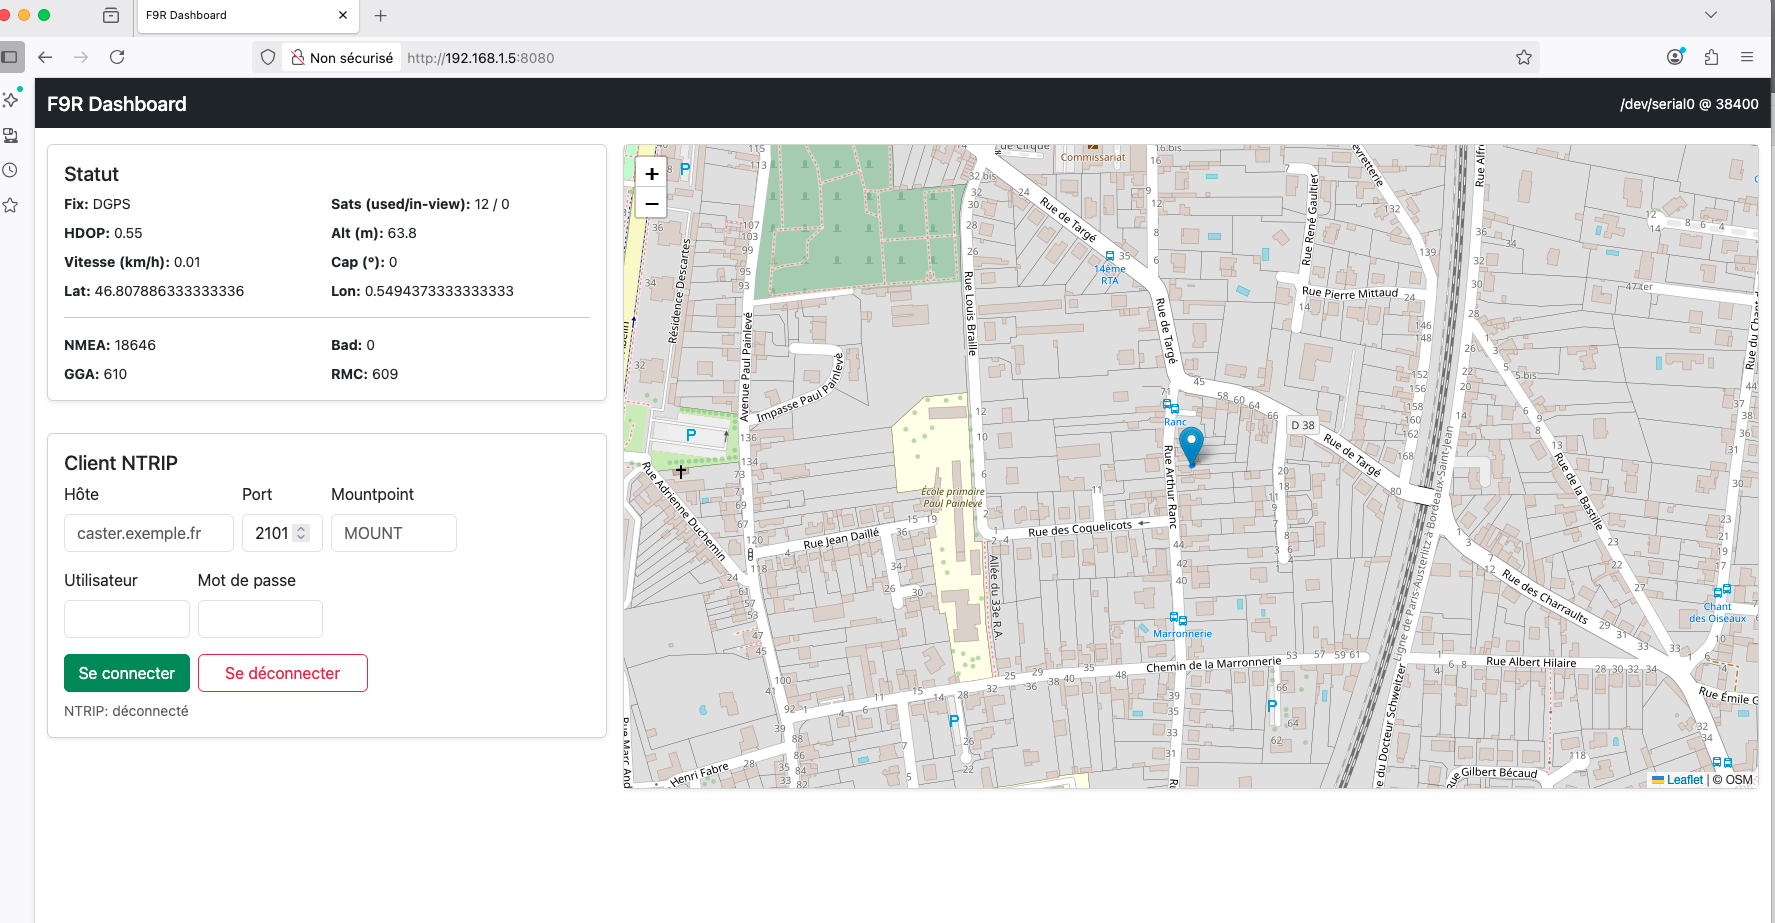 F9R Dashboard
Non sécurisé
http://192.168.1.5:8080
F9R Dashboard
/dev/serial0 @ 38400
Statut
Fix: DGPS
Sats (used/in-view): 12 / 0
HDOP: 0.55
Alt (m): 63.8
Vitesse (km/h): 0.01
Cap (°): 0
Lat: 46.807886333333336
Lon: 0.5494373333333333
NMEA: 18646
Bad: 0
GGA: 610
RMC: 609
Client NTRIP
Hôte
Port
Mountpoint
caster.exemple.fr
2101
MOUNT
Utilisateur
Mot de passe
Se connecter
Se déconnecter
NTRIP: déconnecté
+
−
Commissariat
Rue de Targé
14ème
RTA
Rue René Gaultier
Rue Pierre Mittaud
Résidence Descartes
Avenue Paul Painlevé
Impasse Paul Painlevé
Rue Louis Braille
Rue de Targé
Ranc
D 38
Rue de Targé
Rue Arthur Ranc
École primaire
Paul Painlevé
Rue des Coquelicots
Rue Jean Daillé
Rue Adrienne Duchemin
Allée du 33e R.A.
Marronnerie
Chemin de la Marronnerie
Ligne de Paris-Austerlitz à Bordeaux-Saint-Jean
Rue de la Bastille
Rue des Charraults
Chant
des Oiseaux
Rue Albert Hilaire
Rue Émile
Henri Fabre
Rue Marc And
du Docteur Schweitzer
Rue Gilbert Bécaud
Leaflet | © OSM